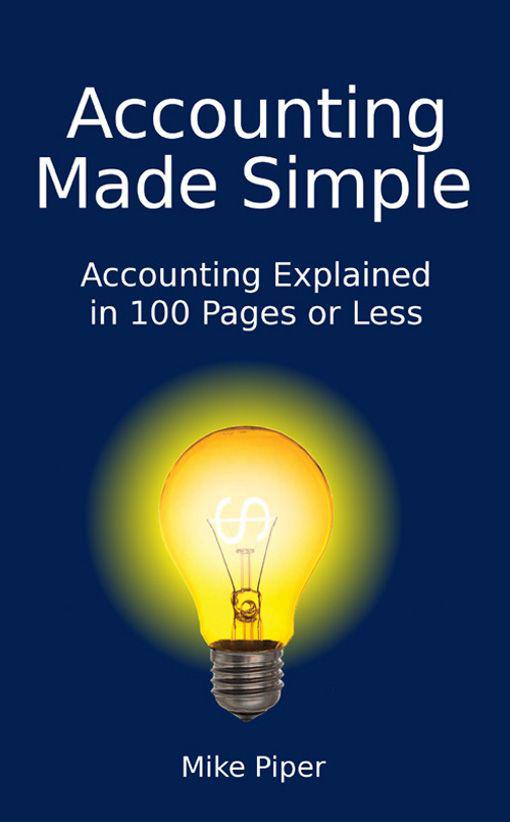 Accounting
Made Simple
Accounting Explained
in 100 Pages or Less
$
Mike Piper